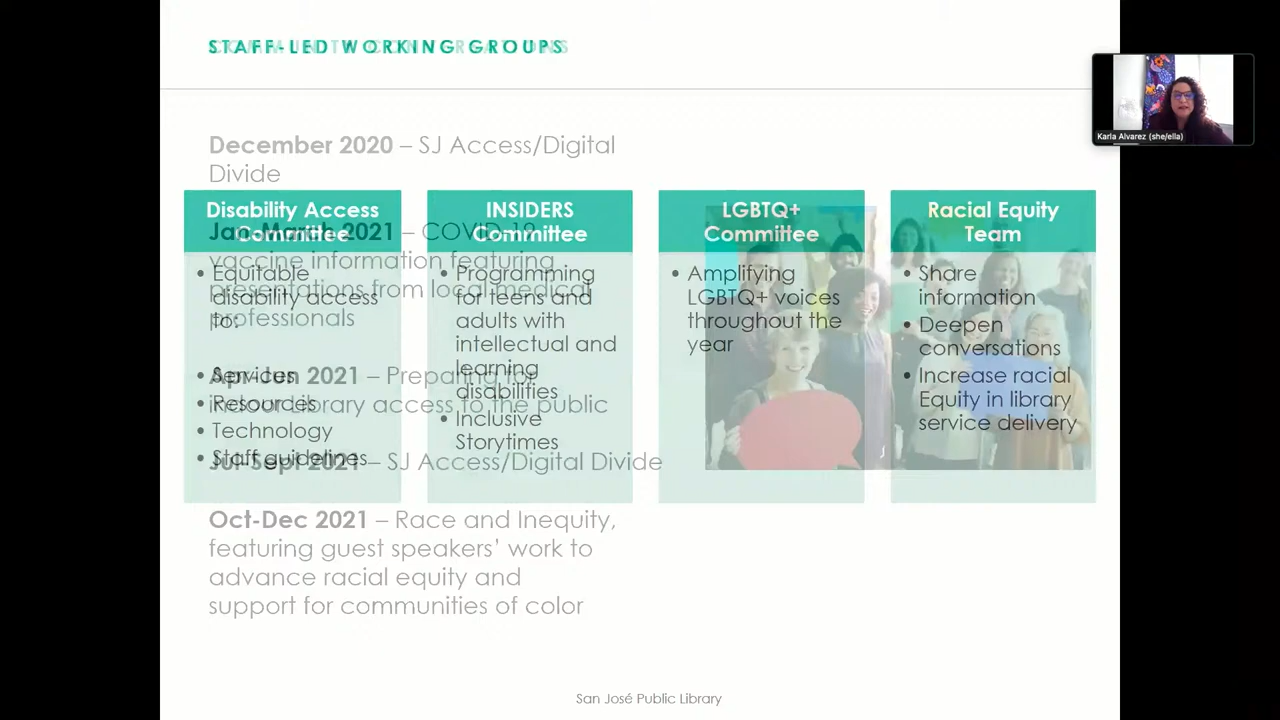 STAFF-LED WORKING GROUPS
December 2020 – SJ Access/Digital
Divide
Jan-March 2021 – COVID-19
vaccine information featuring
presentations from local medical
professionals
Apr-Jun 2021 – Preparing for
indoor Library access to the public
Jul-Sept 2021 – SJ Access/Digital Divide
Oct-Dec 2021 – Race and Inequity,
featuring guest speakers’ work to
advance racial equity and
support for communities of color
Disability Access
Committee
• Equitable
disability access
to:
• Services
• Resources
• Technology
• Staff guidelines
INSIDERS
Committee
• Programming
for teens and
adults with
intellectual and
learning
disabilities
• Inclusive
Storytimes
LGBTQ+
Committee
• Amplifying
LGBTQ+ voices
throughout the
year
Racial Equity
Team
• Share
information
• Deepen
conversations
• Increase racial
Equity in library
service delivery
San José Public Library
Karla Alvarez (she/ella)